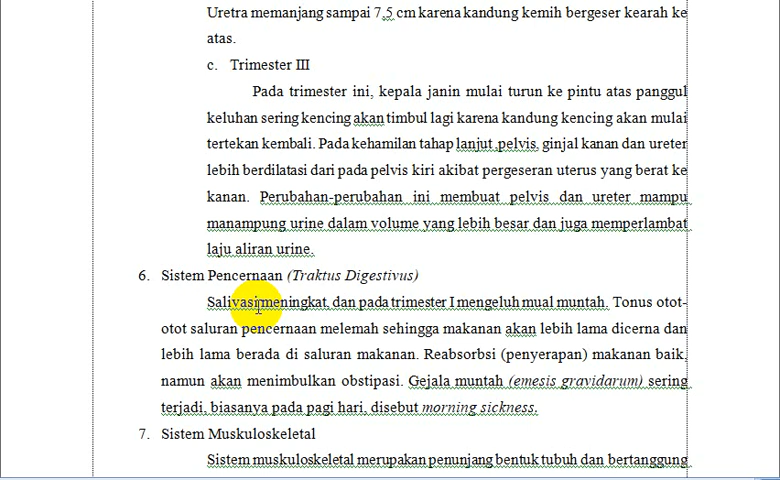 Uretra memanjang sampai 7,5 cm karena kandung kemih bergeser kearah ke
atas.
c. Trimester III
Pada trimester ini, kepala janin mulai turun ke pintu atas panggul
keluhan sering kencing akan timbul lagi karena kandung kencing akan mulai
tertekan kembali. Pada kehamilan tahap lanjut ,pelvis, ginjal kanan dan ureter
lebih berdilatasi dari pada pelvis kiri akibat pergeseran uterus yang berat ke
kanan. Perubahan-perubahan ini membuat pelvis dan ureter mampu
manampung urine dalam volume yang lebih besar dan juga memperlambat
laju aliran urine.
6. Sistem Pencernaan (Traktus Digestivus)
Salivasi meningkat, dan pada trimester I mengeluh mual muntah. Tonus otot-
otot saluran pencernaan melemah sehingga makanan akan lebih lama dicerna dan
lebih lama berada di saluran makanan. Reabsorbsi (penyerapan) makanan baik,
namun akan menimbulkan obstipasi. Gejala muntah (emesis gravidarum) sering
terjadi, biasanya pada pagi hari, disebut morning sickness.
7. Sistem Muskuloskeletal
Sistem muskuloskeletal merupakan penunjang bentuk tubuh dan bertanggung